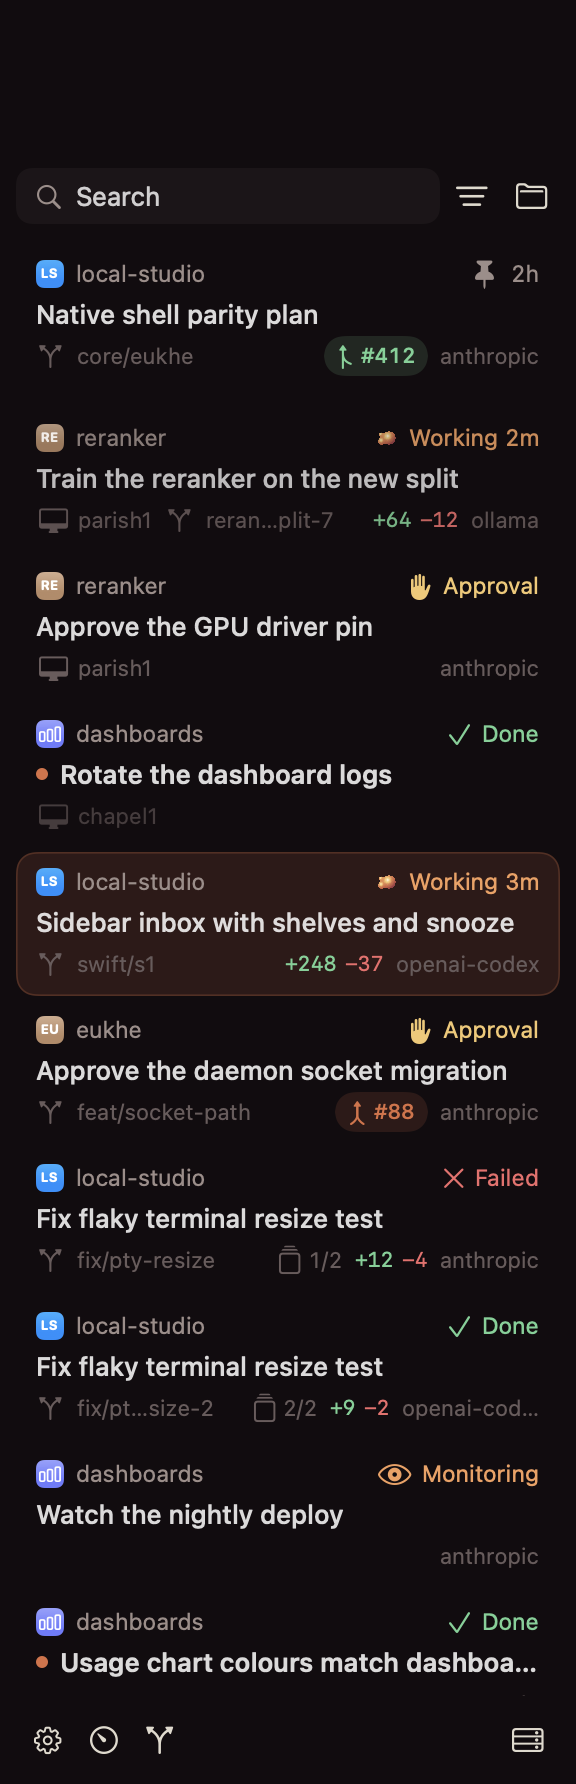 Search
LS local-studio 2h
Native shell parity plan
core/eukhe #412 anthropic
RE reranker Working 2m
Train the reranker on the new split
parish1 reran...plit-7 +64 −12 ollama
RE reranker Approval
Approve the GPU driver pin
parish1 anthropic
dashboards Done
Rotate the dashboard logs
chapel1
LS local-studio Working 3m
Sidebar inbox with shelves and snooze
swift/s1 +248 −37 openai-codex
EU eukhe Approval
Approve the daemon socket migration
feat/socket-path #88 anthropic
LS local-studio Failed
Fix flaky terminal resize test
fix/pty-resize 1/2 +12 −4 anthropic
LS local-studio Done
Fix flaky terminal resize test
fix/pt...size-2 2/2 +9 −2 openai-cod...
dashboards Monitoring
Watch the nightly deploy
anthropic
dashboards Done
Usage chart colours match dashboa...